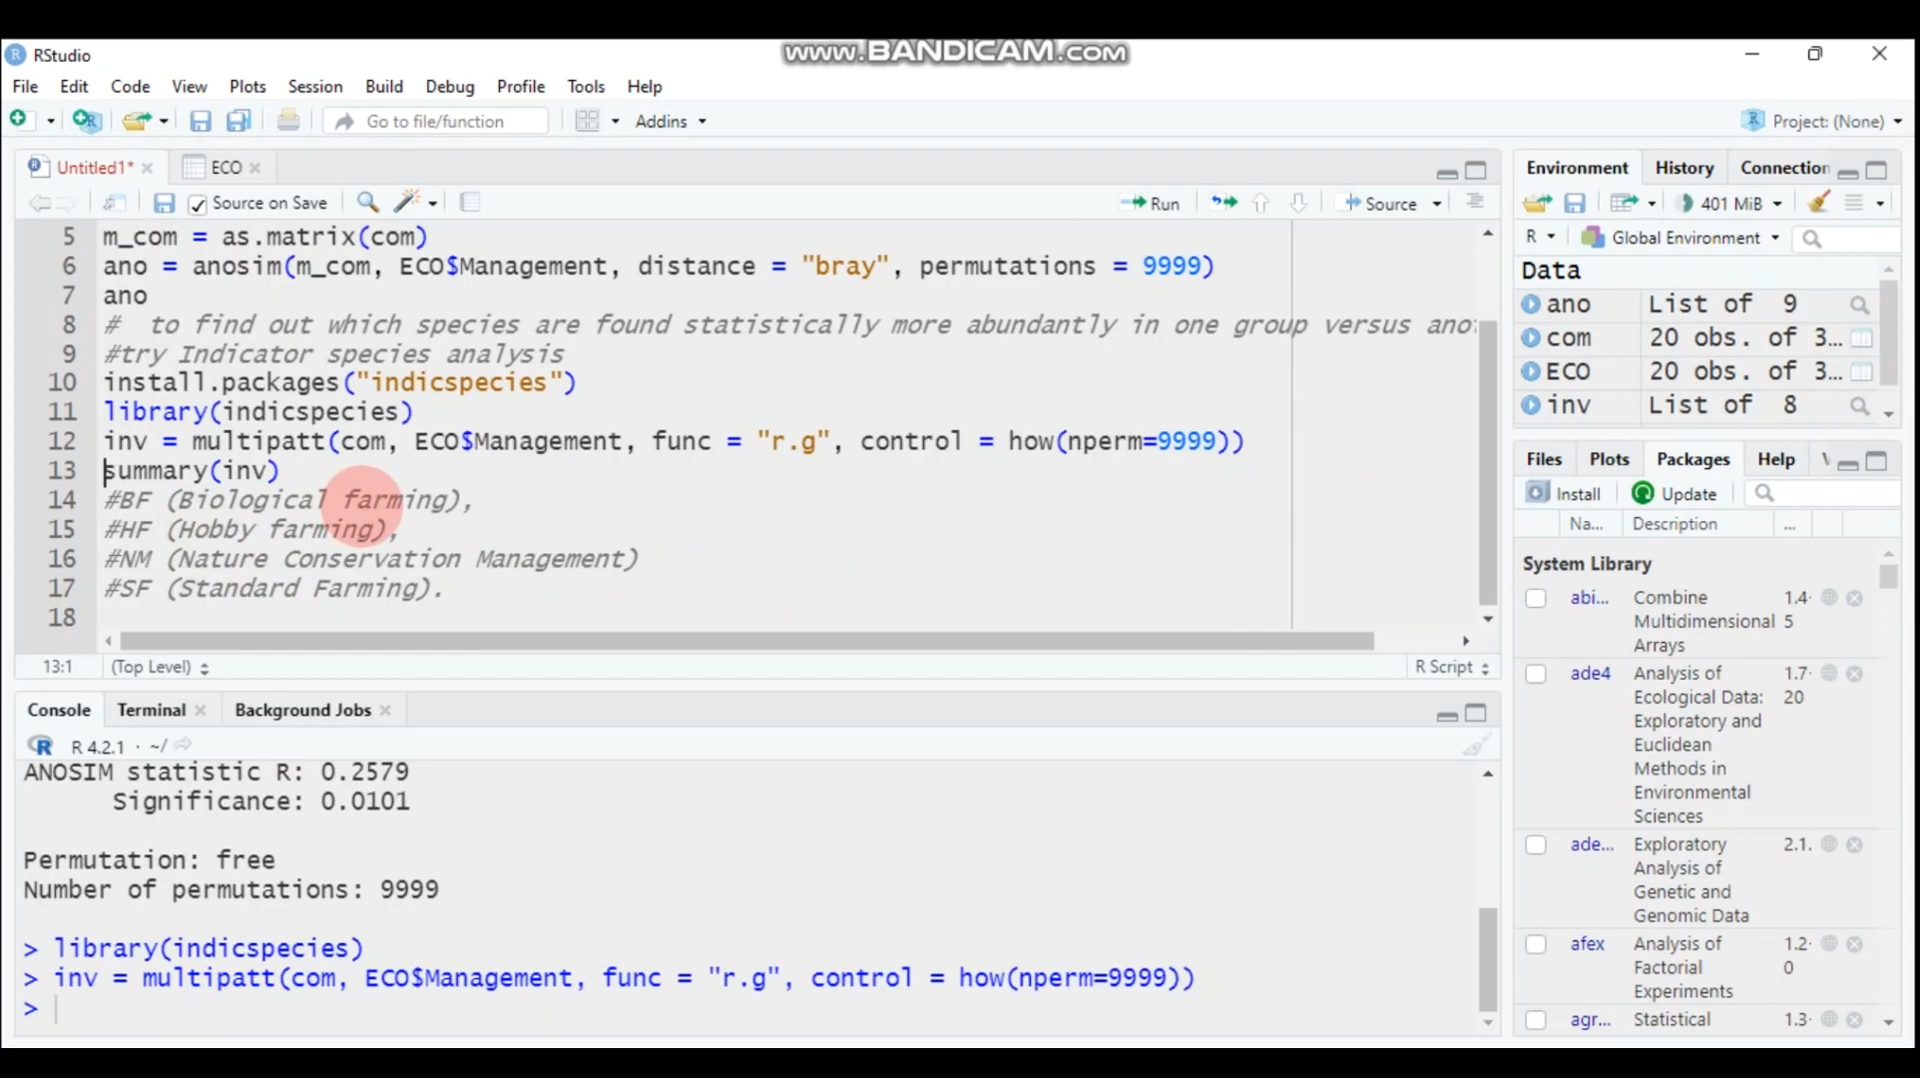 www.BANDICAM.com
RStudio
File Edit Code View Plots Session Build Debug Profile Tools Help
Go to file/function Addins Project: (None)
Untitled1* ECO
Source on Save Run Source
5 m_com = as.matrix(com)
6 ano = anosim(m_com, ECO$Management, distance = "bray", permutations = 9999)
7 ano
8 # to find out which species are found statistically more abundantly in one group versus ano
9 #try Indicator species analysis
10 install.packages("indicspecies")
11 library(indicspecies)
12 inv = multipatt(com, ECO$Management, func = "r.g", control = how(nperm=9999))
13 summary(inv)
14 #BF (Biological farming),
15 #HF (Hobby farming),
16 #NM (Nature Conservation Management)
17 #SF (Standard Farming).
18
13:1 (Top Level) R Script
Console Terminal Background Jobs
R 4.2.1 · ~/
ANOSIM statistic R: 0.2579
Significance: 0.0101
Permutation: free
Number of permutations: 9999
> library(indicspecies)
> inv = multipatt(com, ECO$Management, func = "r.g", control = how(nperm=9999))
>
Environment History Connection
401 MiB
R Global Environment
Data
ano List of 9
com 20 obs. of 3…
ECO 20 obs. of 3…
inv List of 8
Files Plots Packages Help V
Install Update
Na... Description ...
System Library
abi... Combine 1.4-
Multidimensional 5
Arrays
ade4 Analysis of 1.7-
Ecological Data: 20
Exploratory and
Euclidean
Methods in
Environmental
Sciences
ade... Exploratory 2.1.
Analysis of
Genetic and
Genomic Data
afex Analysis of 1.2-
Factorial 0
Experiments
agr... Statistical 1.3-